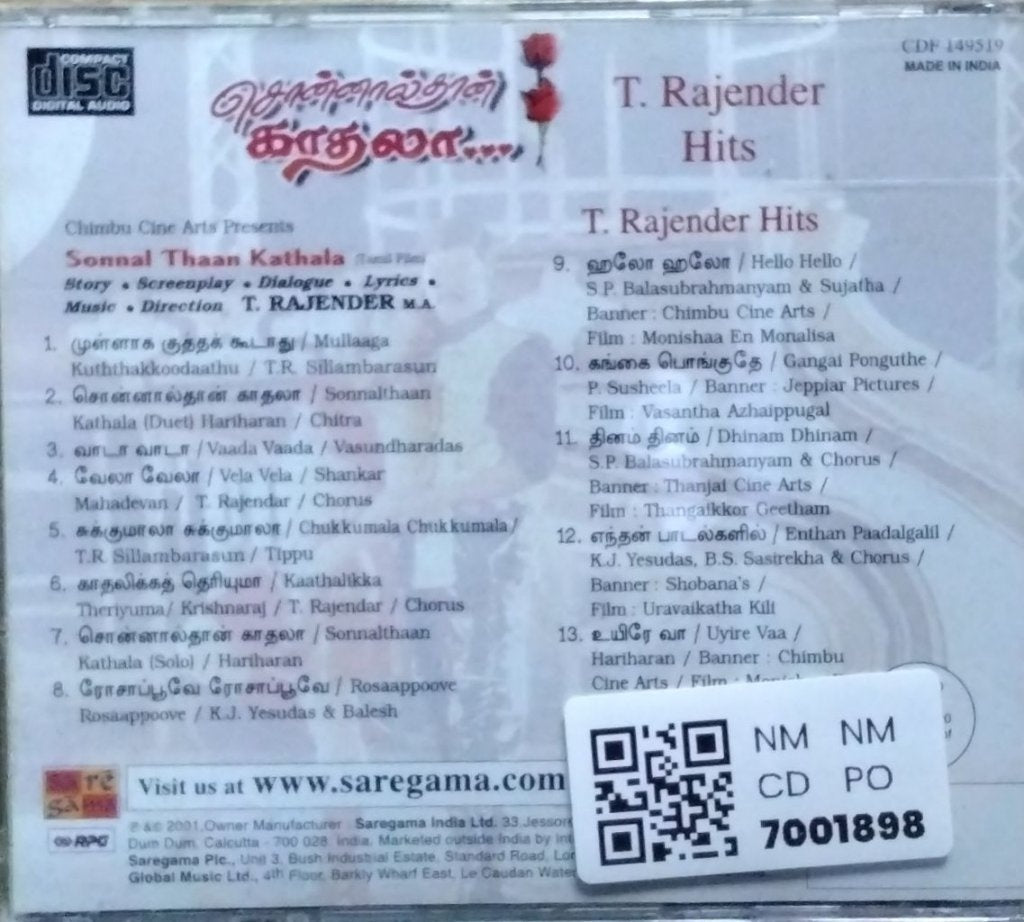 COMPACT
disc
DIGITAL AUDIO
சொன்னால்தான்
காதலா...
T. Rajender
Hits
CDF 149519
MADE IN INDIA
Chimbu Cine Arts Presents
Sonnal Thaan Kathala (Tamil Film)
Story • Screenplay • Dialogue • Lyrics •
Music • Direction T. RAJENDER M.A.
1. முள்ளாக குத்தக் கூடாது / Mullaaga
Kuththakkoodaathu / T.R. Sillambarasun
2. சொன்னால்தான் காதலா / Sonnalthaan
Kathala (Duet) Hariharan / Chitra
3. வாடா வாடா / Vaada Vaada / Vasundharadas
4. வேலா வேலா / Vela Vela / Shankar
Mahadevan / T. Rajendar / Chorus
5. சுக்குமாலா சுக்குமாலா / Chukkumala Chukkumala /
T.R. Sillambarasun / Tippu
6. காதலிக்கத் தெரியுமா / Kaathalikka
Theriyuma/ Krishnaraj / T. Rajendar / Chorus
7. சொன்னால்தான் காதலா / Sonnalthaan
Kathala (Solo) / Hariharan
8. ரோசாப்பூவே ரோசாப்பூவே / Rosaappoove
Rosaappoove / K.J. Yesudas & Balesh
T. Rajender Hits
9. ஹலோ ஹலோ / Hello Hello /
S.P. Balasubrahmanyam & Sujatha /
Banner : Chimbu Cine Arts /
Film : Monishaa En Monalisa
10. கங்கை பொங்குதே / Gangai Ponguthe /
P. Susheela / Banner : Jeppiar Pictures /
Film : Vasantha Azhaippugal
11. தினம் தினம் / Dhinam Dhinam /
S.P. Balasubrahmanyam & Chorus /
Banner : Thanjai Cine Arts /
Film : Thangaikkor Geetham
12. எந்தன் பாடல்களில் / Enthan Paadalgalil /
K.J. Yesudas, B.S. Sasirekha & Chorus /
Banner : Shobana's /
Film : Uravaikatha Kili
13. உயிரே வா / Uyire Vaa /
Hariharan / Banner : Chimbu
Cine Arts / Film :
sa re
ga ma
RPG
Visit us at www.saregama.com
℗ & © 2001. Owner Manufacturer : Saregama India Ltd. 33, Jessore
Dum Dum, Calcutta - 700 028. India. Marketed outside India by
Saregama Plc., Unit 3, Bush Industrial Estate, Standard Road,
Global Music Ltd., 4th Floor, Barkly Wharf East, Le Caudan
NM NM
CD PO
7001898